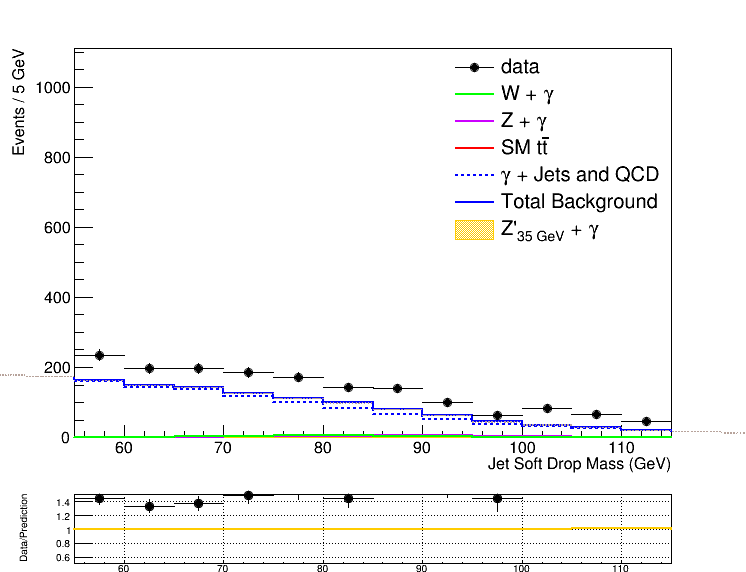 Events / 5 GeV
1000
800
600
400
200
0
data
W + γ
Z + γ
SM tt̄
γ + Jets and QCD
Total Background
Z'35 GeV + γ
60 70 80 90 100 110
Jet Soft Drop Mass (GeV)
Data/Prediction
1.4
1.2
1
0.8
0.6
60 70 80 90 100 110